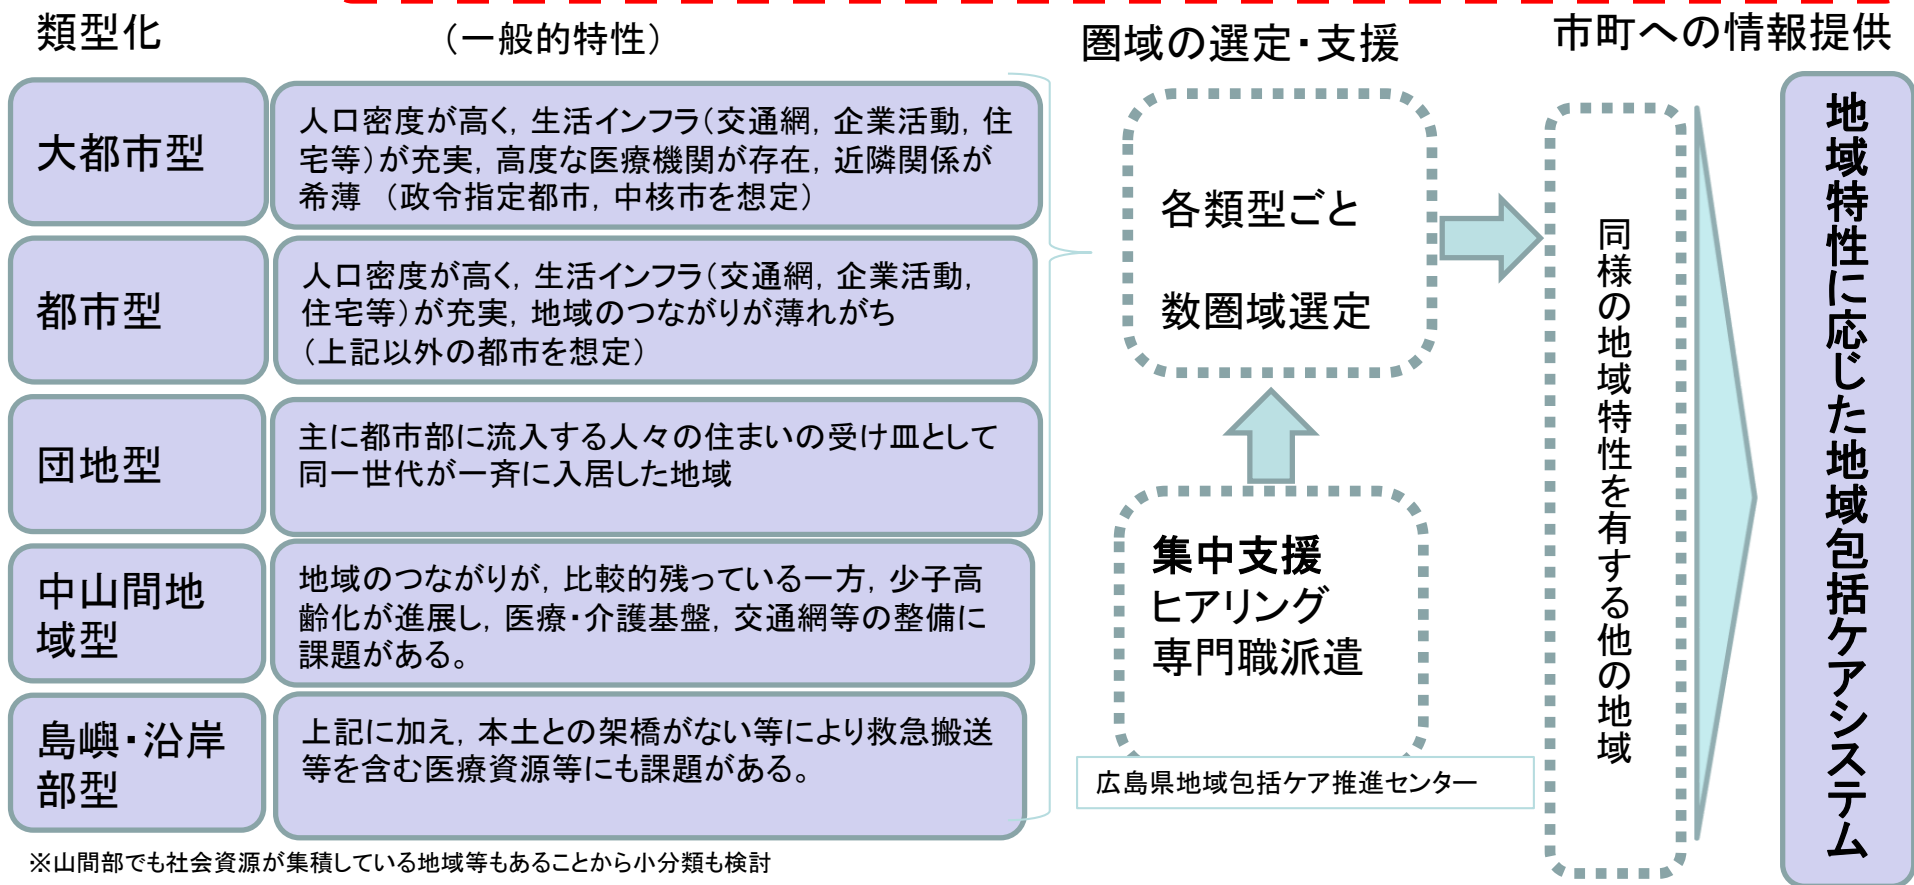 類型化
（一般的特性）
圏域の選定・支援
市町への情報提供
大都市型
人口密度が高く，生活インフラ（交通網，企業活動，住
宅等）が充実，高度な医療機関が存在，近隣関係が
希薄　（政令指定都市，中核市を想定）
都市型
人口密度が高く，生活インフラ（交通網，企業活動，
住宅等）が充実，地域のつながりが薄れがち
（上記以外の都市を想定）
団地型
主に都市部に流入する人々の住まいの受け皿として
同一世代が一斉に入居した地域
中山間地
域型
地域のつながりが，比較的残っている一方，少子高
齢化が進展し，医療・介護基盤，交通網等の整備に
課題がある。
島嶼・沿岸
部型
上記に加え，本土との架橋がない等により救急搬送
等を含む医療資源等にも課題がある。
※山間部でも社会資源が集積している地域等もあることから小分類も検討
各類型ごと
数圏域選定
集中支援
ヒアリング
専門職派遣
広島県地域包括ケア推進センター
同様の地域特性を有する他の地域
地域特性に応じた地域包括ケアシステム